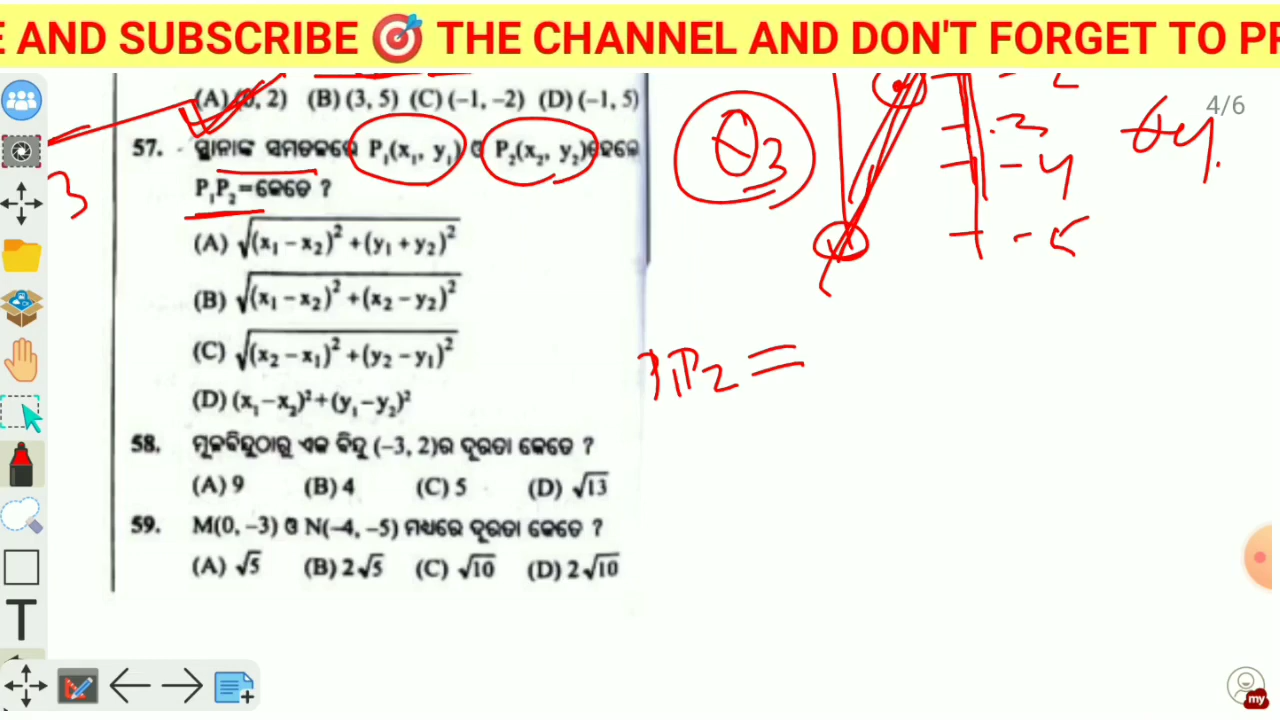 E AND SUBSCRIBE 🎯 THE CHANNEL AND DON'T FORGET TO PR
(A) (0, 2) (B) (3, 5) (C) (−1, −2) (D) (−1, 5)
57. ସ୍ଥାନାଙ୍କ ସମତଳରେ P₁(x₁, y₁) ଓ P₂(x₂, y₂) ହେଲେ
P₁P₂ = କେତେ ?
(A) √((x₁ − x₂)² + (y₁ + y₂)²)
(B) √((x₁ − x₂)² + (x₂ − y₂)²)
(C) √((x₂ − x₁)² + (y₂ − y₁)²)
(D) (x₁ − x₂)² + (y₁ − y₂)²
58. ମୂଳବିନ୍ଦୁଠାରୁ ଏକ ବିନ୍ଦୁ (−3, 2)ର ଦୂରତା କେତେ ?
(A) 9 (B) 4 (C) 5 (D) √13
59. M(0, −3) ଓ N(−4, −5) ମଧ୍ୟରେ ଦୂରତା କେତେ ?
(A) √5 (B) 2√5 (C) √10 (D) 2√10
3
Q₃
-3
-4
-5
P₁P₂ =
4/6
T
my